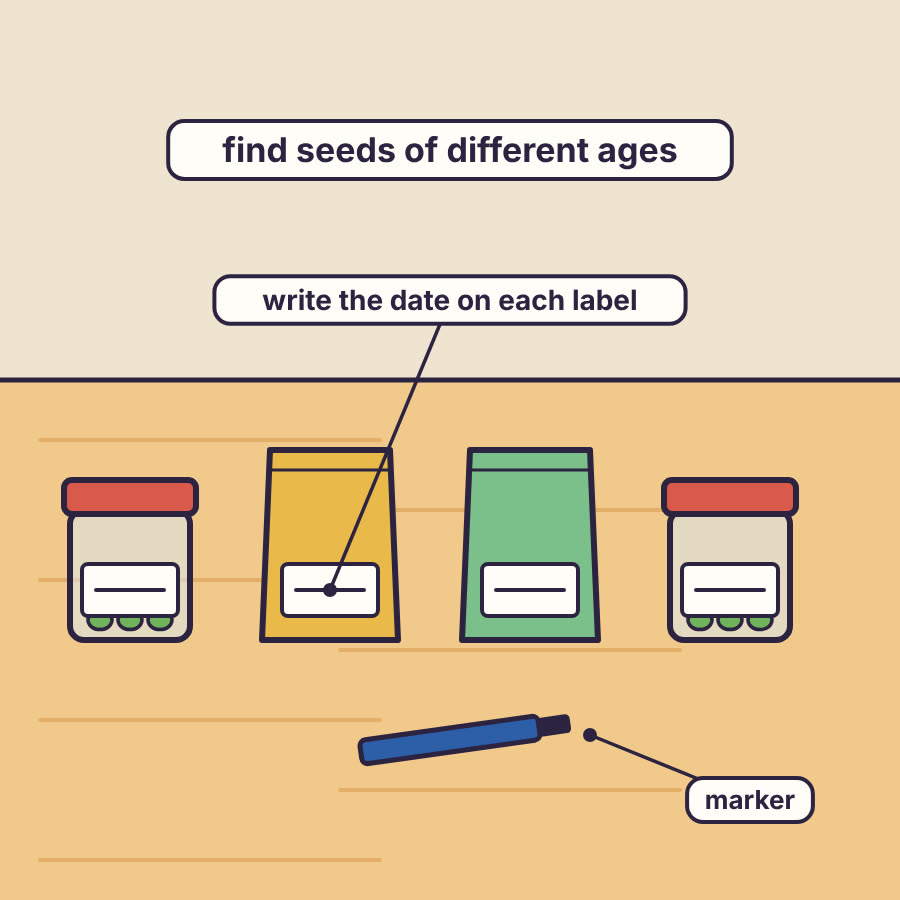 find seeds of different ages
write the date on each label
marker